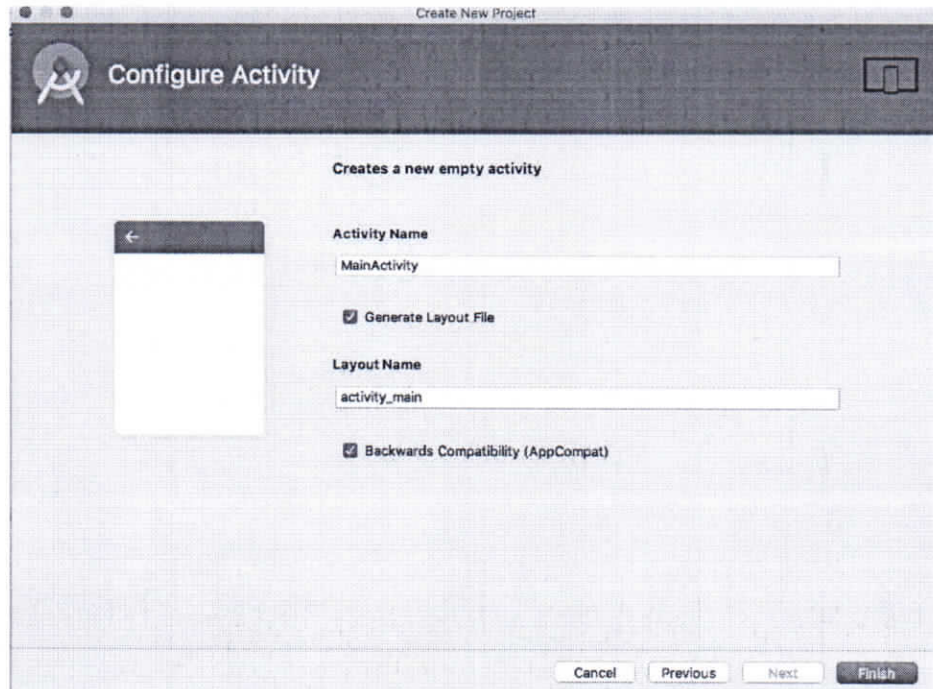 Create New Project
Configure Activity
Creates a new empty activity
Activity Name
MainActivity
Generate Layout File
Layout Name
activity_main
Backwards Compatibility (AppCompat)
Cancel
Previous
Next
Finish